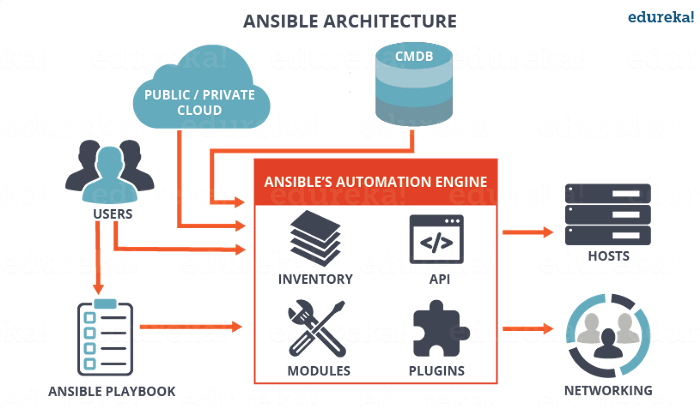 ANSIBLE ARCHITECTURE
edureka!
PUBLIC / PRIVATE
CLOUD
CMDB
USERS
ANSIBLE'S AUTOMATION ENGINE
INVENTORY
API
HOSTS
MODULES
PLUGINS
ANSIBLE PLAYBOOK
NETWORKING